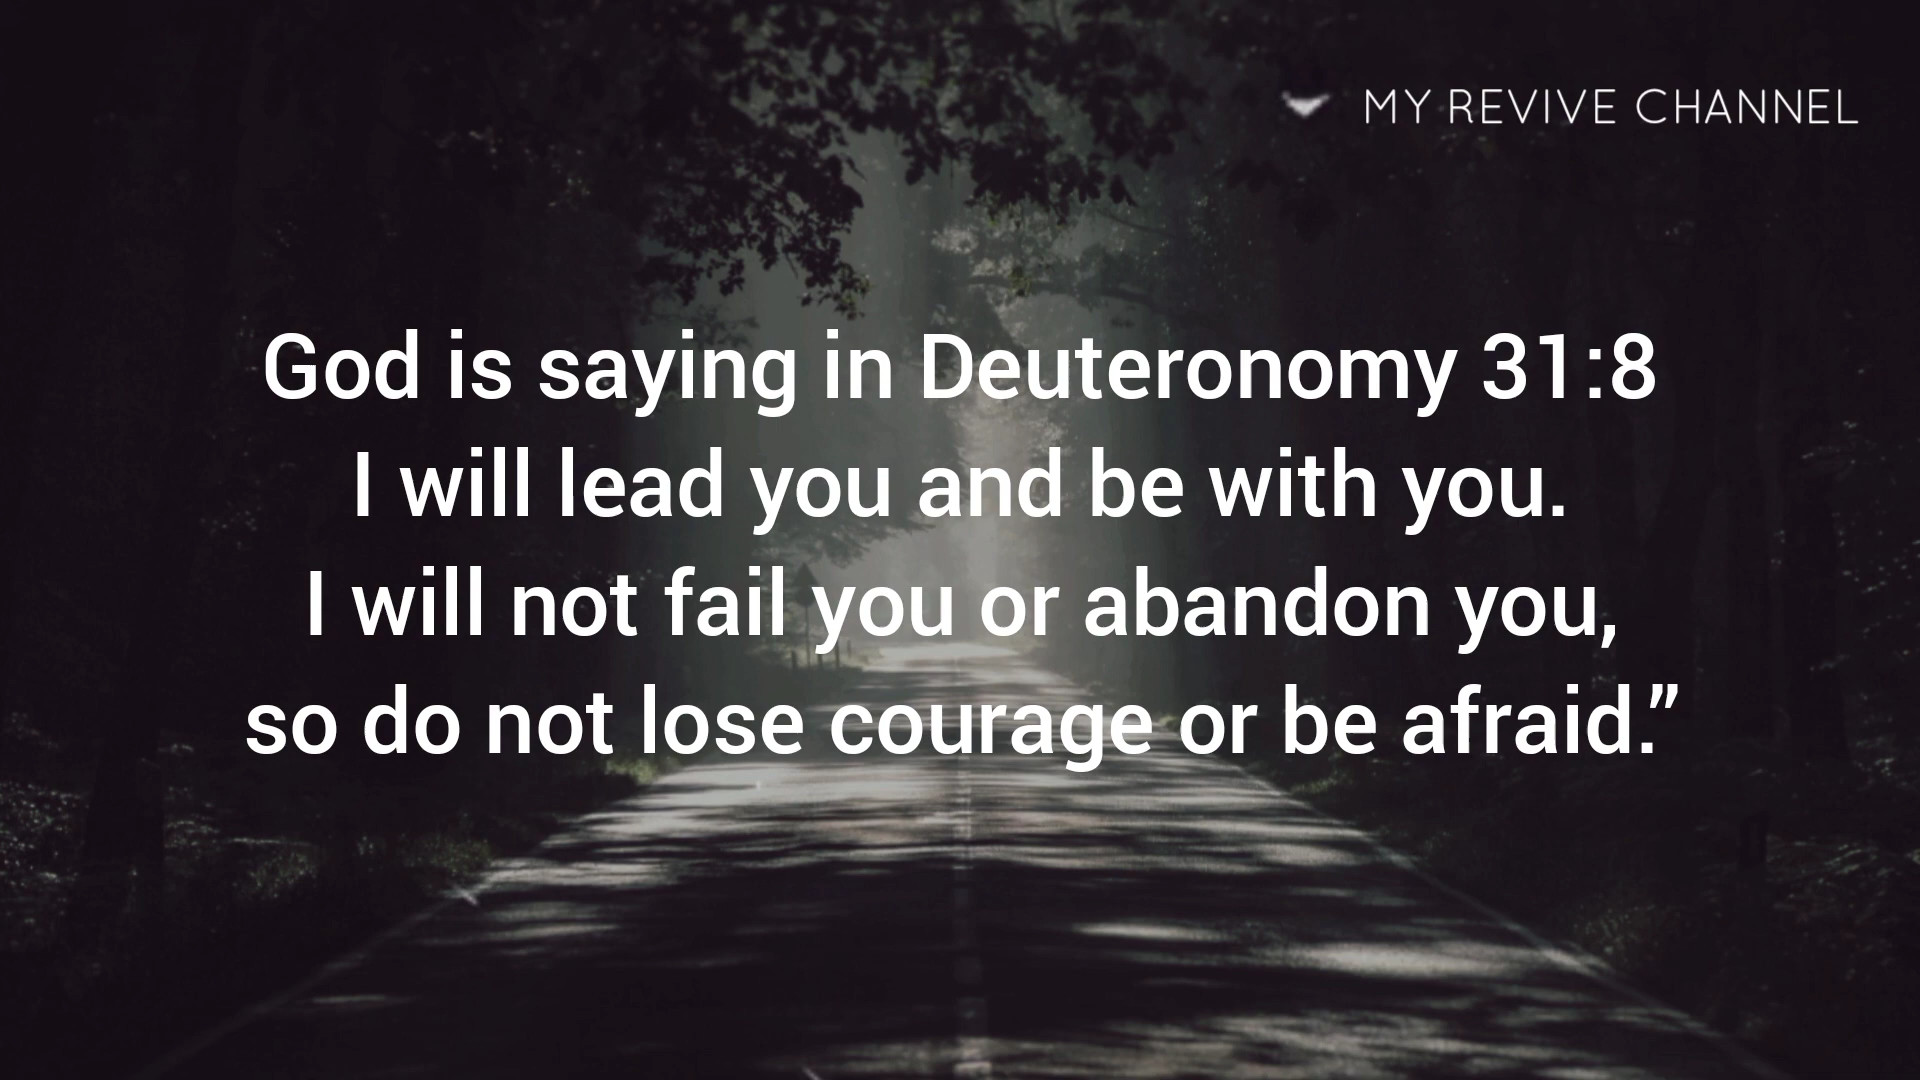 MY REVIVE CHANNEL
God is saying in Deuteronomy 31:8
I will lead you and be with you.
I will not fail you or abandon you,
so do not lose courage or be afraid.”